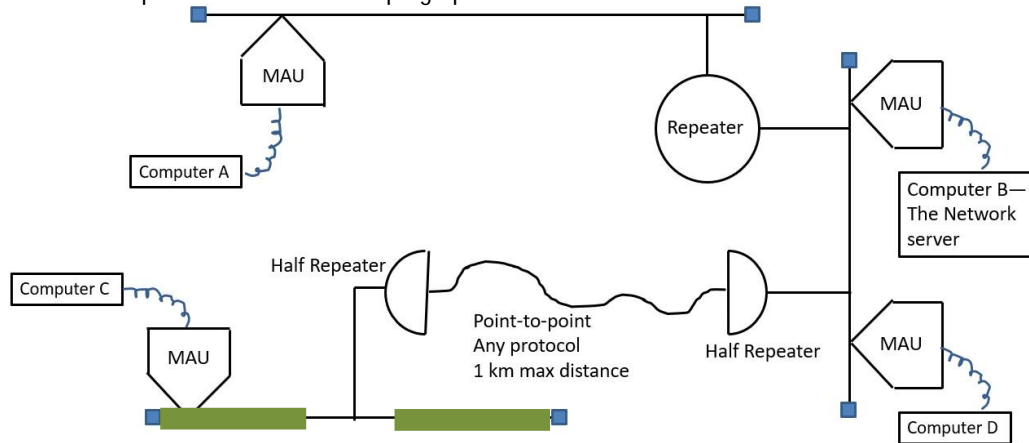 MAU
Repeater
MAU
Computer A
Computer B—
The Network
server
Half Repeater
Computer C
Point-to-point
Any protocol
1 km max distance
Half Repeater
MAU
MAU
Computer D